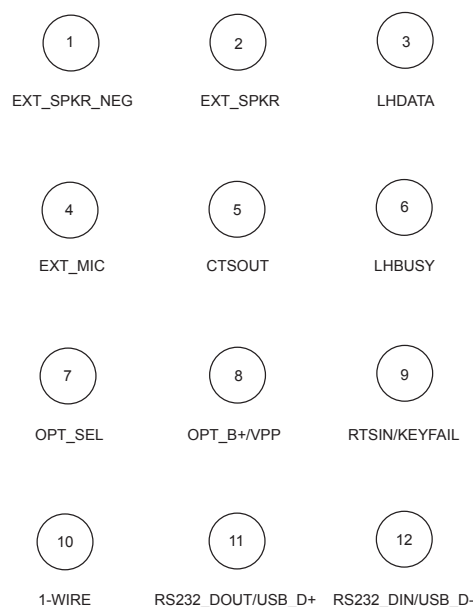 1 2 3
EXT_SPKR_NEG EXT_SPKR LHDATA
4 5 6
EXT_MIC CTSOUT LHBUSY
7 8 9
OPT_SEL OPT_B+/VPP RTSIN/KEYFAIL
10 11 12
1-WIRE RS232_DOUT/USB_D+ RS232_DIN/USB_D-